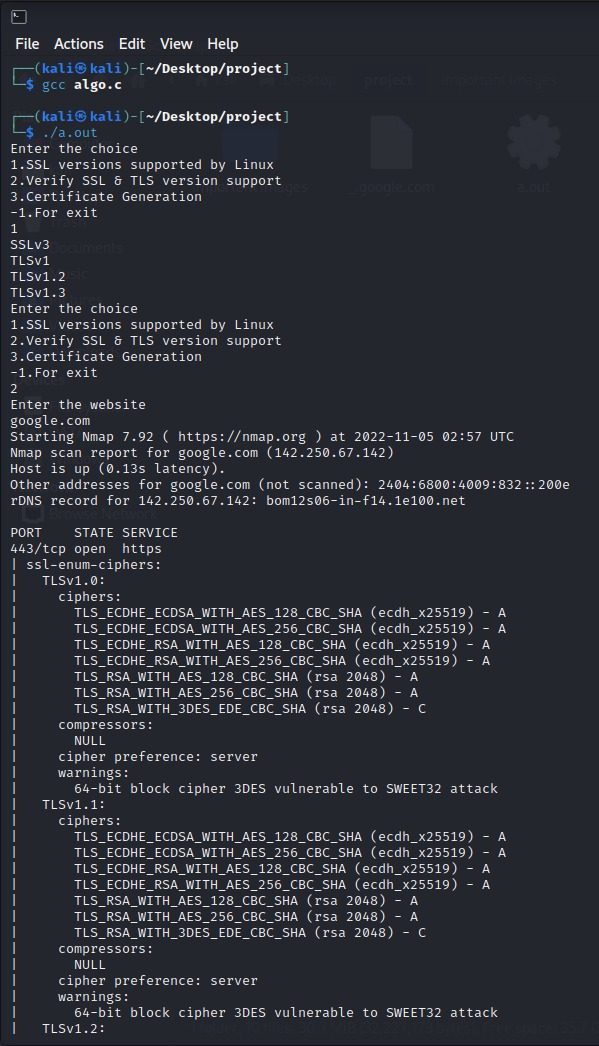 File Actions Edit View Help
┌──(kali㉿kali)-[~/Desktop/project]
└─$ gcc algo.c
┌──(kali㉿kali)-[~/Desktop/project]
└─$ ./a.out
Enter the choice
1.SSL versions supported by Linux
2.Verify SSL & TLS version support
3.Certificate Generation
-1.For exit
1
SSLv3
TLSv1
TLSv1.2
TLSv1.3
Enter the choice
1.SSL versions supported by Linux
2.Verify SSL & TLS version support
3.Certificate Generation
-1.For exit
2
Enter the website
google.com
Starting Nmap 7.92 ( https://nmap.org ) at 2022-11-05 02:57 UTC
Nmap scan report for google.com (142.250.67.142)
Host is up (0.13s latency).
Other addresses for google.com (not scanned): 2404:6800:4009:832::200e
rDNS record for 142.250.67.142: bom12s06-in-f14.1e100.net
PORT    STATE SERVICE
443/tcp open  https
| ssl-enum-ciphers:
|   TLSv1.0:
|     ciphers:
|       TLS_ECDHE_ECDSA_WITH_AES_128_CBC_SHA (ecdh_x25519) - A
|       TLS_ECDHE_ECDSA_WITH_AES_256_CBC_SHA (ecdh_x25519) - A
|       TLS_ECDHE_RSA_WITH_AES_128_CBC_SHA (ecdh_x25519) - A
|       TLS_ECDHE_RSA_WITH_AES_256_CBC_SHA (ecdh_x25519) - A
|       TLS_RSA_WITH_AES_128_CBC_SHA (rsa 2048) - A
|       TLS_RSA_WITH_AES_256_CBC_SHA (rsa 2048) - A
|       TLS_RSA_WITH_3DES_EDE_CBC_SHA (rsa 2048) - C
|     compressors:
|       NULL
|     cipher preference: server
|     warnings:
|       64-bit block cipher 3DES vulnerable to SWEET32 attack
|   TLSv1.1:
|     ciphers:
|       TLS_ECDHE_ECDSA_WITH_AES_128_CBC_SHA (ecdh_x25519) - A
|       TLS_ECDHE_ECDSA_WITH_AES_256_CBC_SHA (ecdh_x25519) - A
|       TLS_ECDHE_RSA_WITH_AES_128_CBC_SHA (ecdh_x25519) - A
|       TLS_ECDHE_RSA_WITH_AES_256_CBC_SHA (ecdh_x25519) - A
|       TLS_RSA_WITH_AES_128_CBC_SHA (rsa 2048) - A
|       TLS_RSA_WITH_AES_256_CBC_SHA (rsa 2048) - A
|       TLS_RSA_WITH_3DES_EDE_CBC_SHA (rsa 2048) - C
|     compressors:
|       NULL
|     cipher preference: server
|     warnings:
|       64-bit block cipher 3DES vulnerable to SWEET32 attack
|   TLSv1.2: